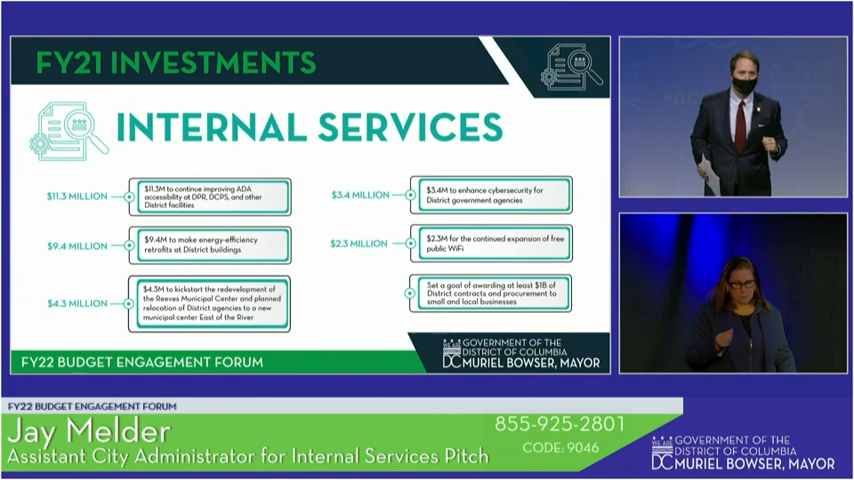 FY21 INVESTMENTS
INTERNAL SERVICES
$11.3 MILLION
$11.3M to continue improving ADA
accessibility at DPR, DCPS, and other
District facilities
$9.4 MILLION
$9.4M to make energy-efficiency
retrofits at District buildings
$4.3 MILLION
$4.3M to kickstart the redevelopment of
the Reeves Municipal Center and planned
relocation of District agencies to a new
municipal center East of the River
$3.4 MILLION
$3.4M to enhance cybersecurity for
District government agencies
$2.3 MILLION
$2.3M for the continued expansion of free
public WiFi
Set a goal of awarding at least $1B of
District contracts and procurement to
small and local businesses
FY22 BUDGET ENGAGEMENT FORUM
WE ARE
DC
GOVERNMENT OF THE
DISTRICT OF COLUMBIA
MURIEL BOWSER, MAYOR
FY22 BUDGET ENGAGEMENT FORUM
Jay Melder
Assistant City Administrator for Internal Services Pitch
855-925-2801
CODE: 9046
WE ARE
DC
GOVERNMENT OF THE
DISTRICT OF COLUMBIA
MURIEL BOWSER, MAYOR